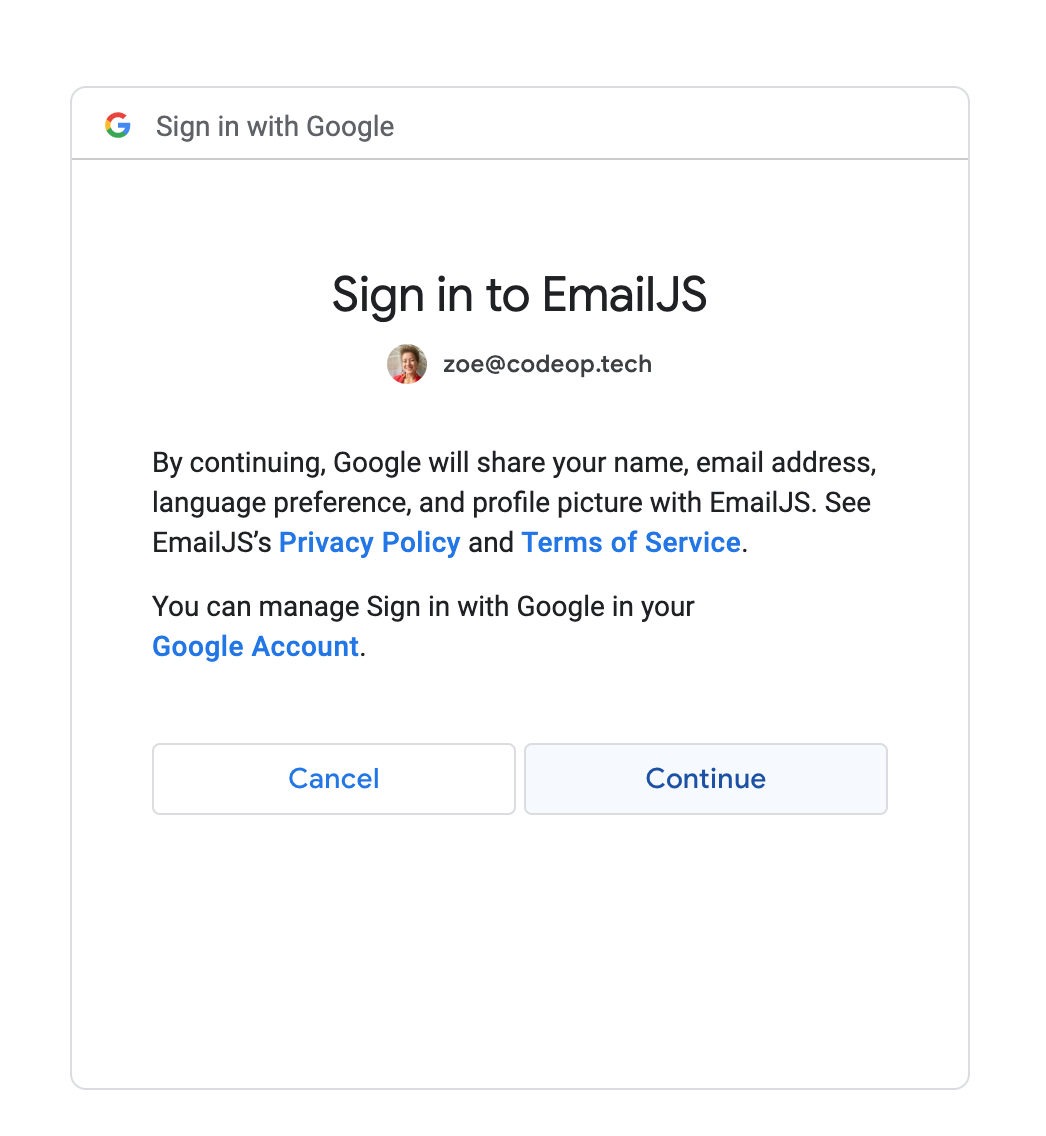 Sign in with Google
Sign in to EmailJS
zoe@codeop.tech
By continuing, Google will share your name, email address,
language preference, and profile picture with EmailJS. See
EmailJS’s Privacy Policy and Terms of Service.
You can manage Sign in with Google in your
Google Account.
Cancel
Continue